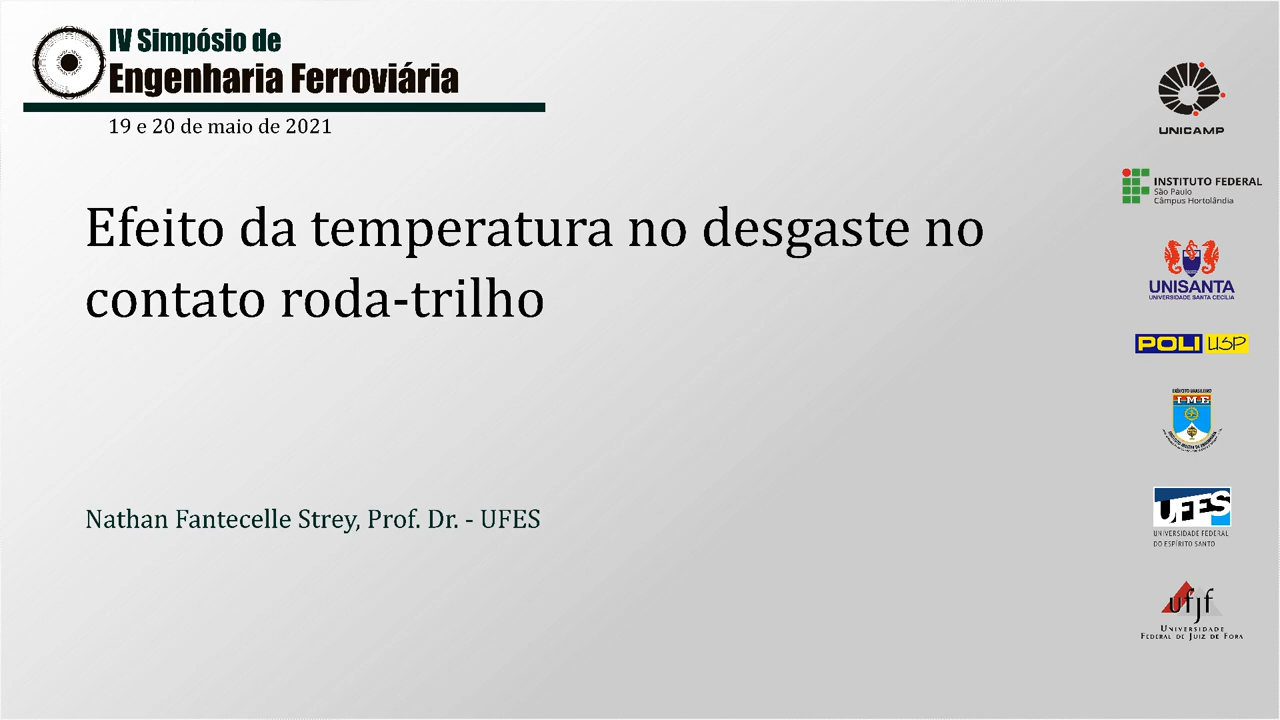 IV Simpósio de
Engenharia Ferroviária
19 e 20 de maio de 2021
Efeito da temperatura no desgaste no
contato roda-trilho
Nathan Fantecelle Strey, Prof. Dr. - UFES
UNICAMP
INSTITUTO FEDERAL
São Paulo
Câmpus Hortolândia
UNISANTA
UNIVERSIDADE SANTA CECÍLIA
POLI USP
EXÉRCITO BRASILEIRO
IME
UFES
UNIVERSIDADE FEDERAL
DO ESPÍRITO SANTO
ufjf
UNIVERSIDADE
FEDERAL DE JUIZ DE FORA